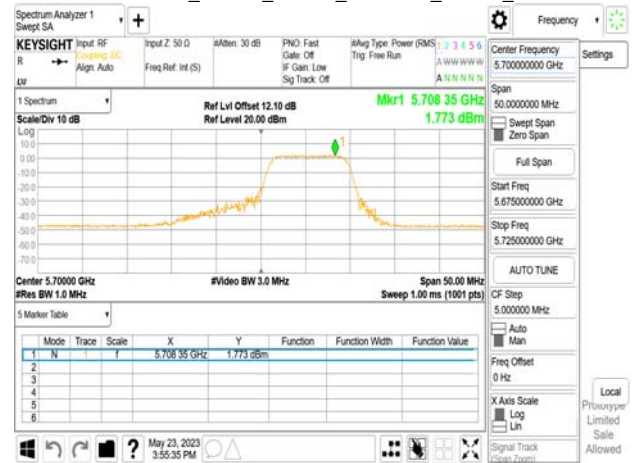 Spectrum Analyzer 1
Swept SA
Frequency
KEYSIGHT Input: RF
R
Coupling: DC
Align: Auto
Input Z: 50 Ω
Freq Ref: Int (S)
#Atten: 30 dB
PNO: Fast
Gate: Off
IF Gain: Low
Sig Track: Off
#Avg Type: Power (RMS
Trig: Free Run
1 2 3 4 5 6
A W W W W W
A N N N N N
1 Spectrum
Scale/Div 10 dB
Ref Lvl Offset 12.10 dB
Ref Level 20.00 dBm
Mkr1 5.708 35 GHz
1.773 dBm
Log
10.0
0.00
-10.0
-20.0
-30.0
-40.0
-50.0
-60.0
-70.0
1
Center 5.70000 GHz
#Res BW 1.0 MHz
#Video BW 3.0 MHz
Span 50.00 MHz
Sweep 1.00 ms (1001 pts)
5 Marker Table
Mode Trace Scale X Y Function Function Width Function Value
1 N 1 f 5.708 35 GHz 1.773 dBm
2
3
4
5
6
May 23, 2023
3:55:35 PM
Center Frequency
5.700000000 GHz
Settings
Span
50.0000000 MHz
Swept Span
Zero Span
Full Span
Start Freq
5.675000000 GHz
Stop Freq
5.725000000 GHz
AUTO TUNE
CF Step
5.000000 MHz
Auto
Man
Freq Offset
0 Hz
X Axis Scale
Log
Lin
Signal Track
(Span Zoom)
Local
Prototype
Limited
Sale
Allowed